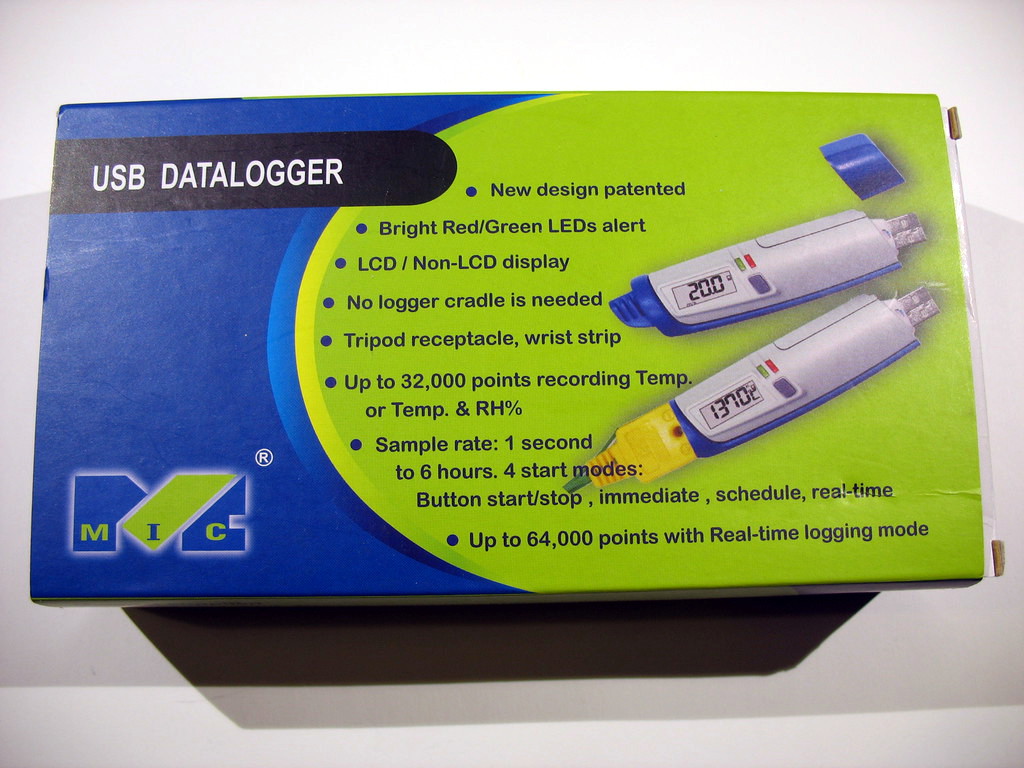 USB DATALOGGER
• New design patented
• Bright Red/Green LEDs alert
• LCD / Non-LCD display
• No logger cradle is needed
• Tripod receptacle, wrist strip
• Up to 32,000 points recording Temp.
or Temp. & RH%
• Sample rate: 1 second
to 6 hours. 4 start modes:
Button start/stop , immediate , schedule, real-time
• Up to 64,000 points with Real-time logging mode
20.0
1370°C
MIC
®